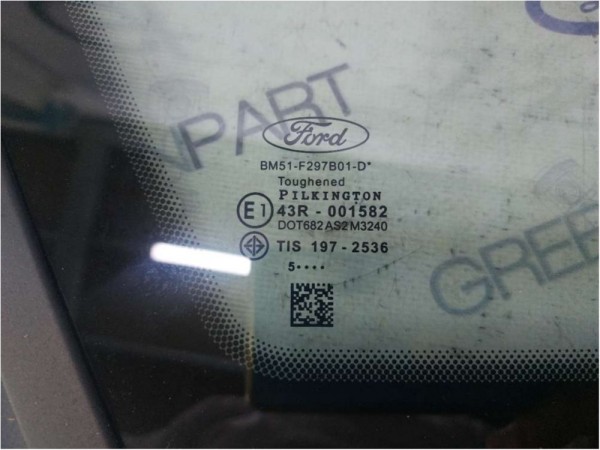 PART
GREE
Ford
BM51-F297B01-D*
Toughened
PILKINGTON
E1 43R - 001582
DOT682 AS2 M3240
TIS 197-2536
5••••